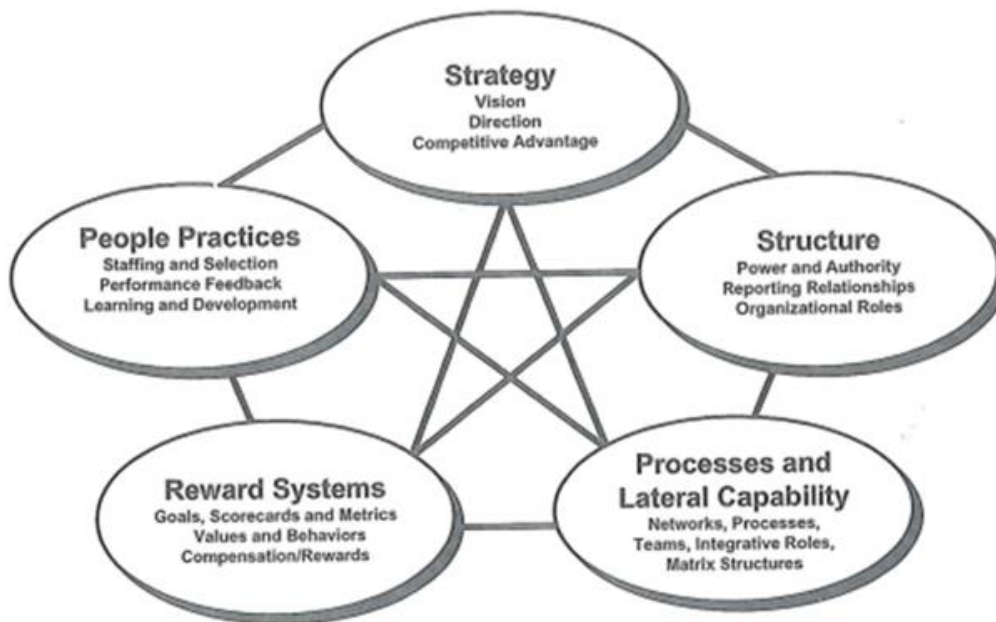 Strategy
Vision
Direction
Competitive Advantage
People Practices
Staffing and Selection
Performance Feedback
Learning and Development
Structure
Power and Authority
Reporting Relationships
Organizational Roles
Reward Systems
Goals, Scorecards and Metrics
Values and Behaviors
Compensation/Rewards
Processes and
Lateral Capability
Networks, Processes,
Teams, Integrative Roles,
Matrix Structures